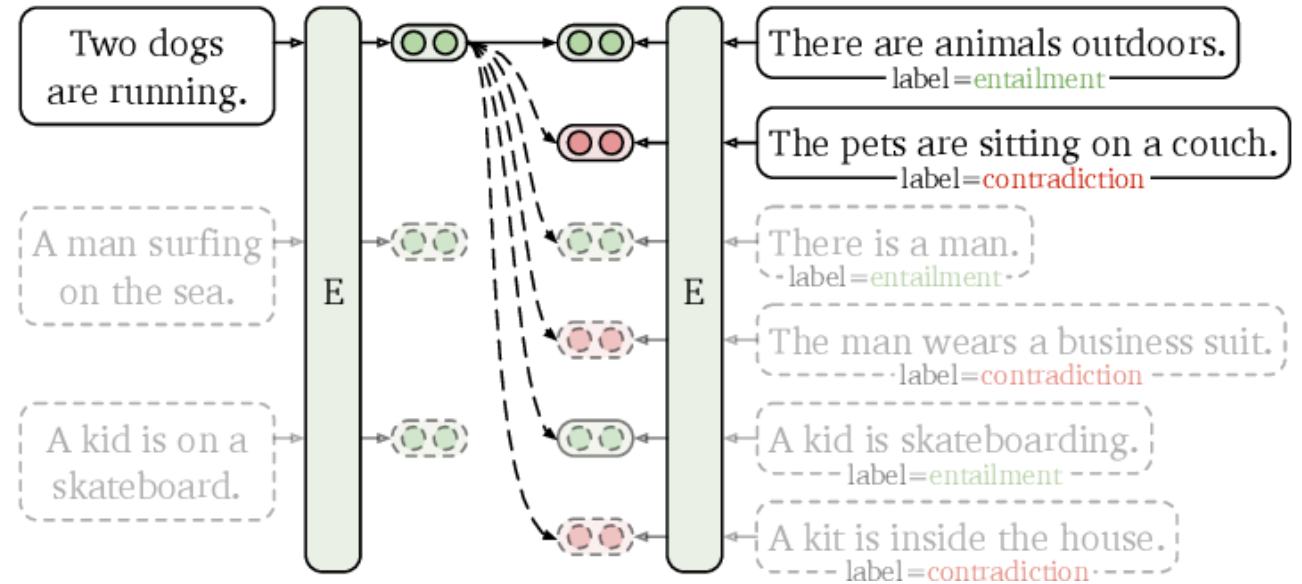 Two dogs
are running.
E
E
There are animals outdoors.
label=entailment
The pets are sitting on a couch.
label=contradiction
A man surfing
on the sea.
There is a man.
label=entailment
The man wears a business suit.
label=contradiction
A kid is on a
skateboard.
A kid is skateboarding.
label=entailment
A kit is inside the house.
label=contradiction